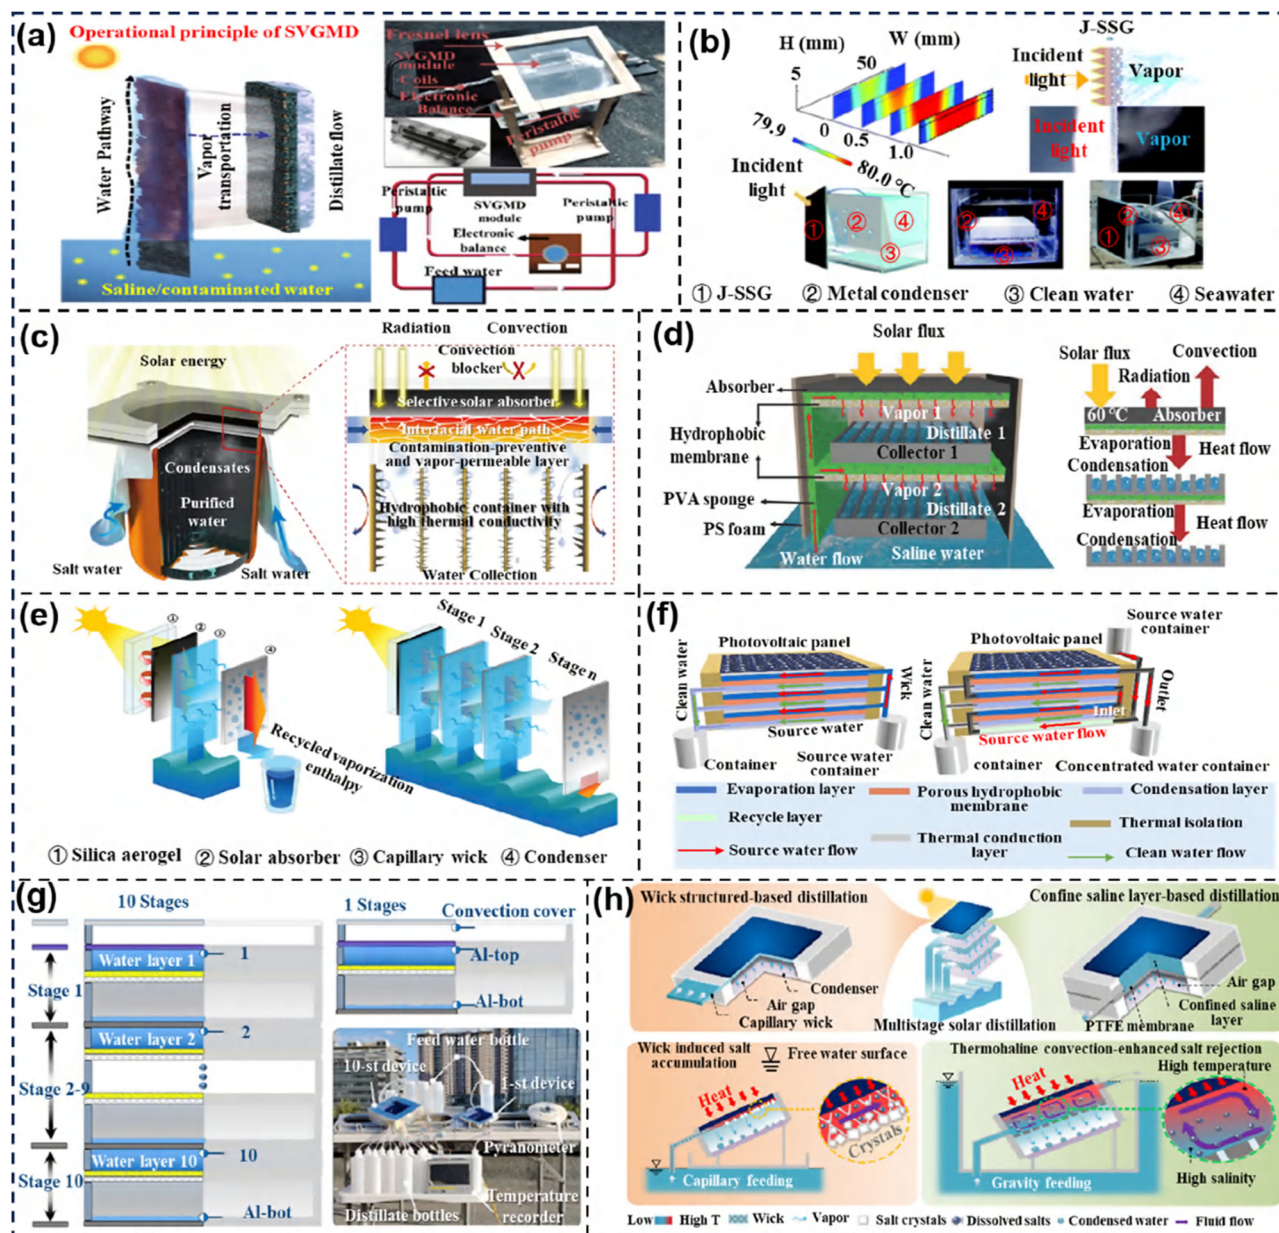 (a)
Operational principle of SVGMD
Water Pathway
Vapor
transportation
Distillate flow
Saline/contaminated water
Fresnel lens
SVGMD
module
Coils
Electronic
Balance
Peristaltic
pump
Peristaltic
pump
SVGMD
module
Peristaltic
pump
Electronic
balance
Feed water
(b)
H (mm)
W (mm)
5
50
0
0.5
1.0
79.9
80.0 °C
J-SSG
Incident
light
Vapor
Incident
light
Vapor
Incident
light
①
②
④
③
②
④
③
①
②
④
③
① J-SSG
② Metal condenser
③ Clean water
④ Seawater
(c)
Solar energy
Condensates
Purified
water
Salt water
Salt water
Radiation
Convection
Convection
blocker
Selective solar absorber
Interfacial water path
Contamination-preventive
and vapor-permeable layer
Hydrophobic container with
high thermal conductivity
Water Collection
(d)
Solar flux
Absorber
Hydrophobic
membrane
PVA sponge
PS foam
Vapor 1
Distillate 1
Collector 1
Vapor 2
Distillate 2
Collector 2
Water flow
Saline water
Solar flux
Convection
Radiation
60 °C
Absorber
Evaporation
Heat flow
Condensation
Evaporation
Heat flow
Condensation
(e)
①
②
③
④
Recycled vaporization
enthalpy
Stage 1
Stage 2
Stage n
① Silica aerogel
② Solar absorber
③ Capillary wick
④ Condenser
(f)
Photovoltaic panel
Clean water
Wick
Source water
Container
Source water
container
Source water
container
Photovoltaic panel
Clean water
Outlet
Inlet
Source water flow
container
Concentrated water container
Evaporation layer
Porous hydrophobic
membrane
Condensation layer
Recycle layer
Thermal conduction
layer
Thermal isolation
Source water flow
Clean water flow
(g)
10 Stages
1 Stages
Convection cover
Water layer 1
1
Al-top
Stage 1
Al-bot
Water layer 2
2
Stage 2-9
Water layer 10
10
Stage 10
Al-bot
Feed water bottle
10-st device
1-st device
Pyranometer
Temperature
recorder
Distillate bottles
(h)
Wick structured-based distillation
Condenser
Air gap
Capillary wick
Multistage solar distillation
Confine saline layer-based distillation
Air gap
Confined saline
layer
PTFE membrane
Wick induced salt
accumulation
Free water surface
Heat
Crystals
Capillary feeding
Thermohaline convection-enhanced salt rejection
High temperature
Heat
High salinity
Gravity feeding
Low
High T
Wick
Vapor
Salt crystals
Dissolved salts
Condensed water
Fluid flow